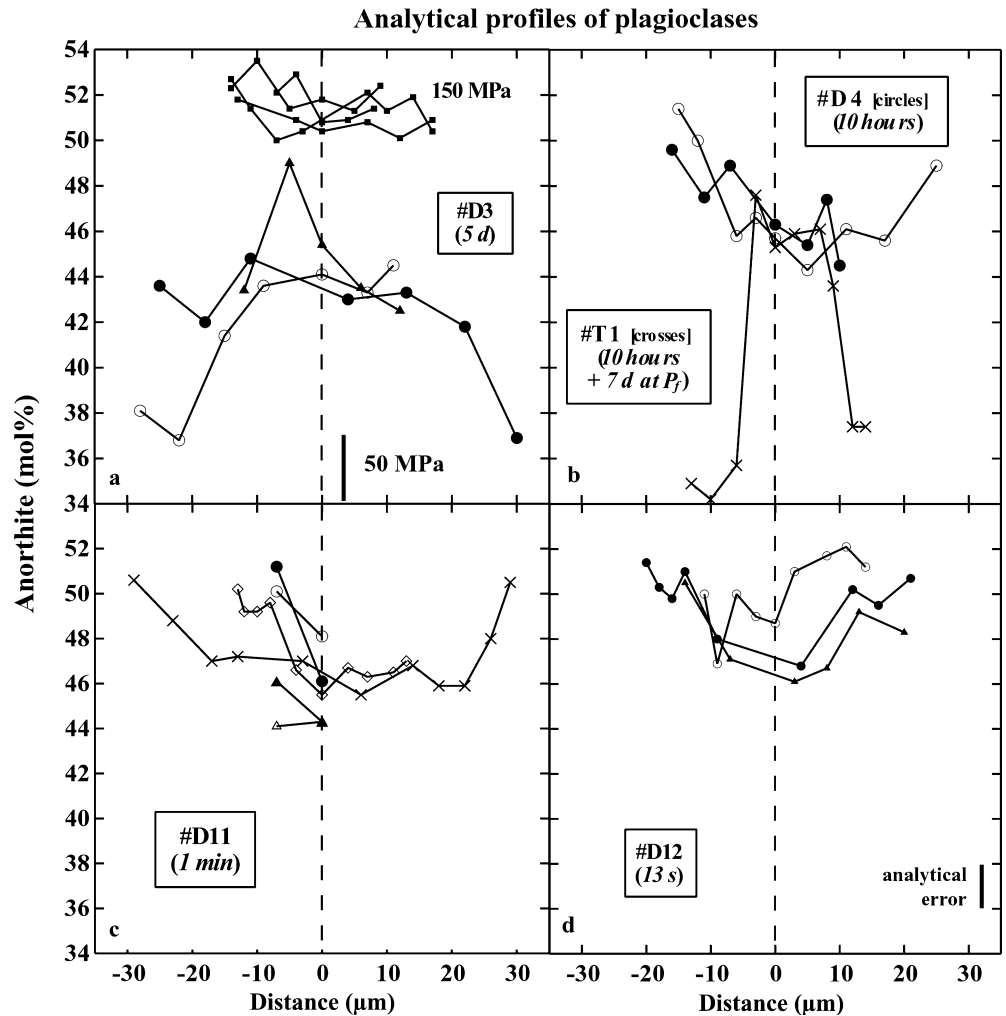 Analytical profiles of plagioclases
Anorthite (mol%)
54
52
50
48
46
44
42
40
38
36
34
150 MPa
#D3
(5 d)
50 MPa
a
#D4 [circles]
(10 hours)
#T1 [crosses]
(10 hours
+ 7 d at Pf)
b
52
50
48
46
44
42
40
38
36
34
#D11
(1 min)
c
#D12
(13 s)
analytical
error
d
-30 -20 -10 0 10 20 30
-30 -20 -10 0 10 20 30
Distance (µm)
Distance (µm)